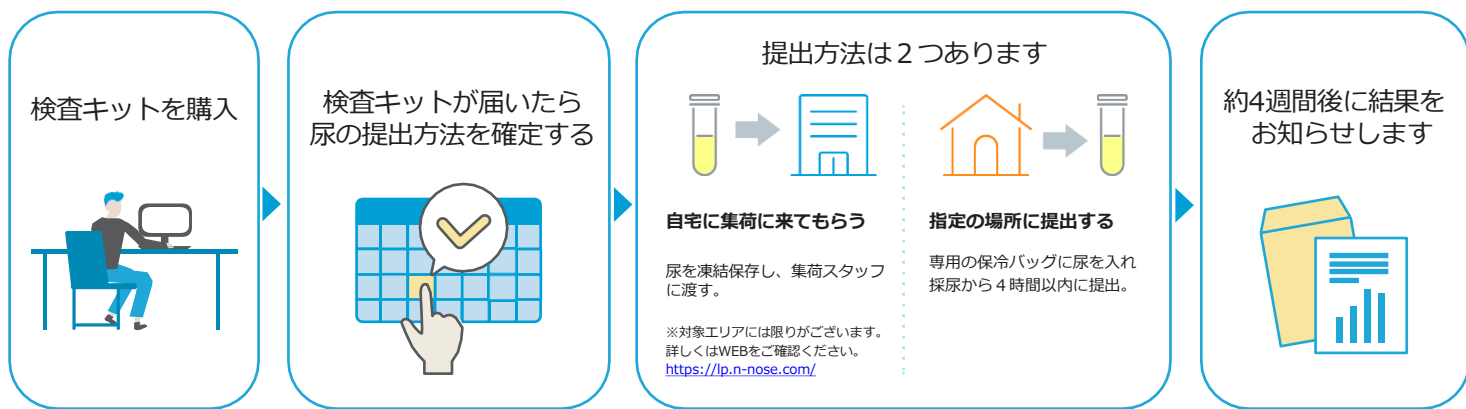 検査キットを購入
検査キットが届いたら
尿の提出方法を確定する
提出方法は２つあります
自宅に集荷に来てもらう
尿を凍結保存し、集荷スタッフ
に渡す。
※対象エリアには限りがございます。
詳しくはWEBをご確認ください。
https://lp.n-nose.com/
指定の場所に提出する
専用の保冷バッグに尿を入れ
採尿から４時間以内に提出。
約4週間後に結果を
お知らせします